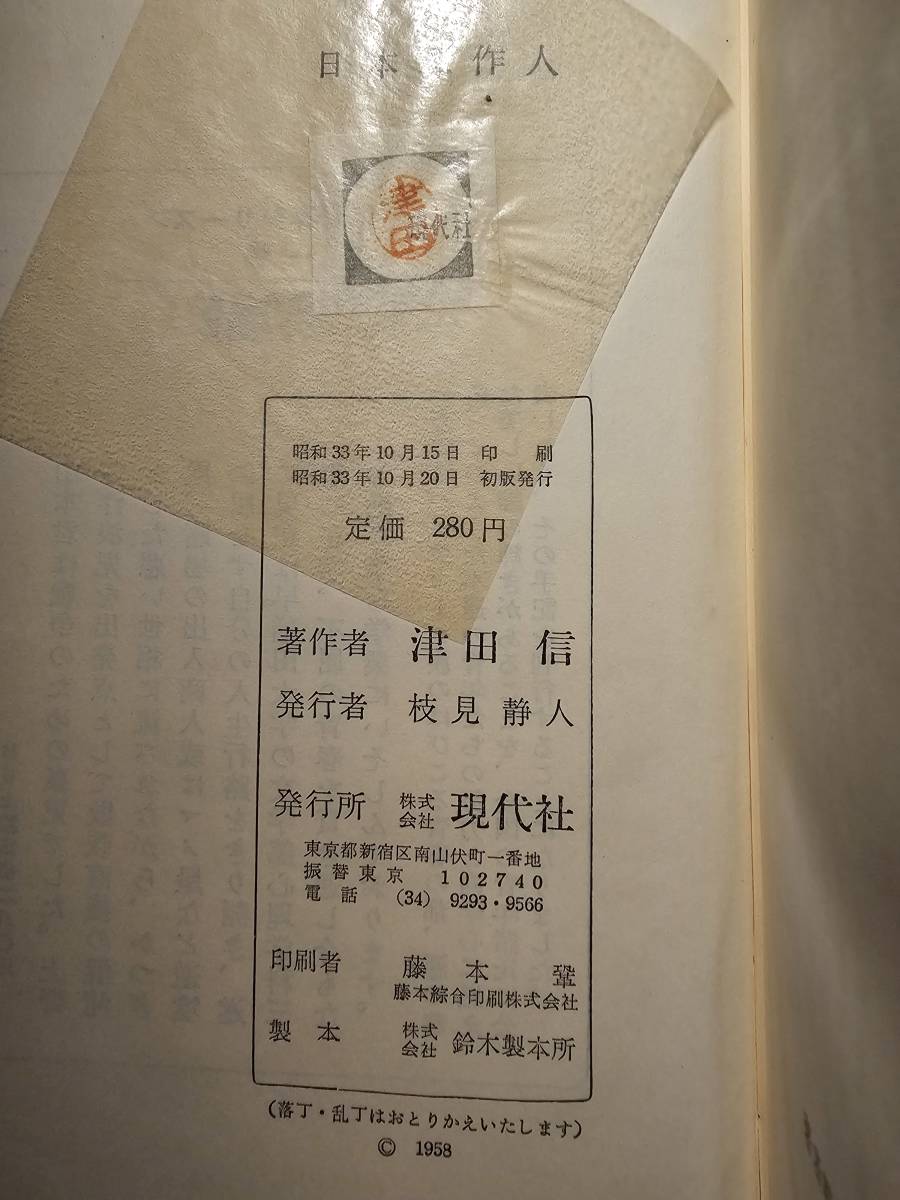 日本工作人
津田
現代社
昭和33年10月15日 印刷
昭和33年10月20日 初版発行
定価 280円
著作者 津田 信
発行者 枝見静人
発行所 株式会社 現代社
東京都新宿区南山伏町一番地
振替東京 102740
電話 (34) 9293・9566
印刷者 藤本 鞏
藤本綜合印刷株式会社
製本 株式会社 鈴木製本所
(落丁・乱丁はおとりかえいたします)
© 1958